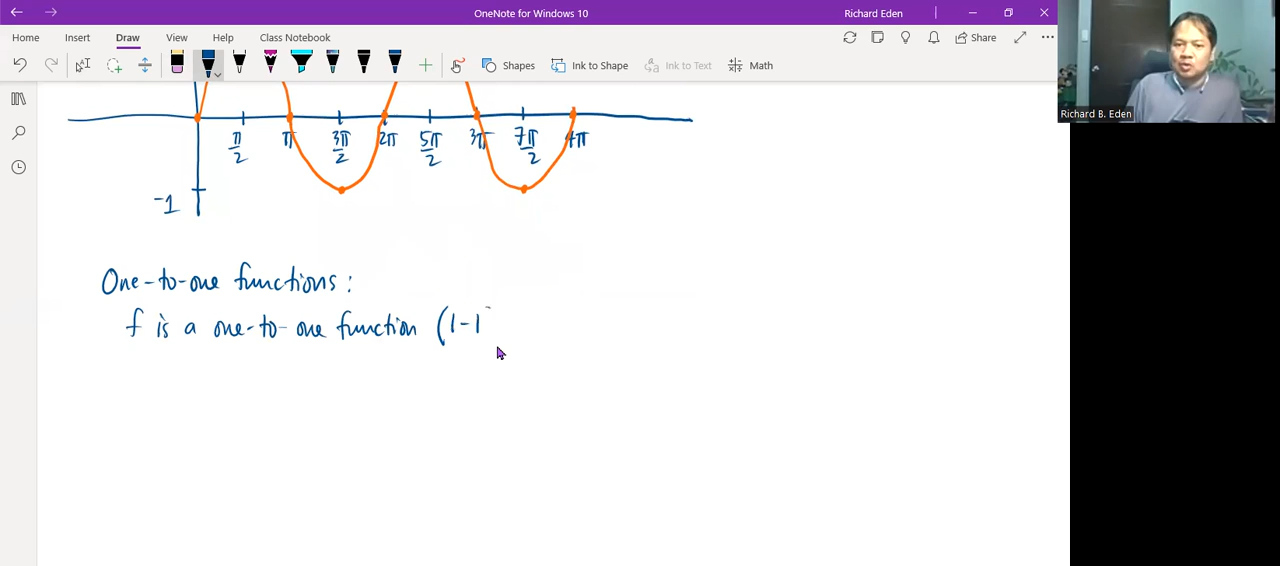 OneNote for Windows 10
Richard Eden
Home Insert Draw View Help Class Notebook
Share
Shapes Ink to Shape Ink to Text Math
Richard B. Eden
π/2 π 3π/2 2π 5π/2 3π 7π/2 4π
-1
One-to-one functions:
f is a one-to-one function (1-1